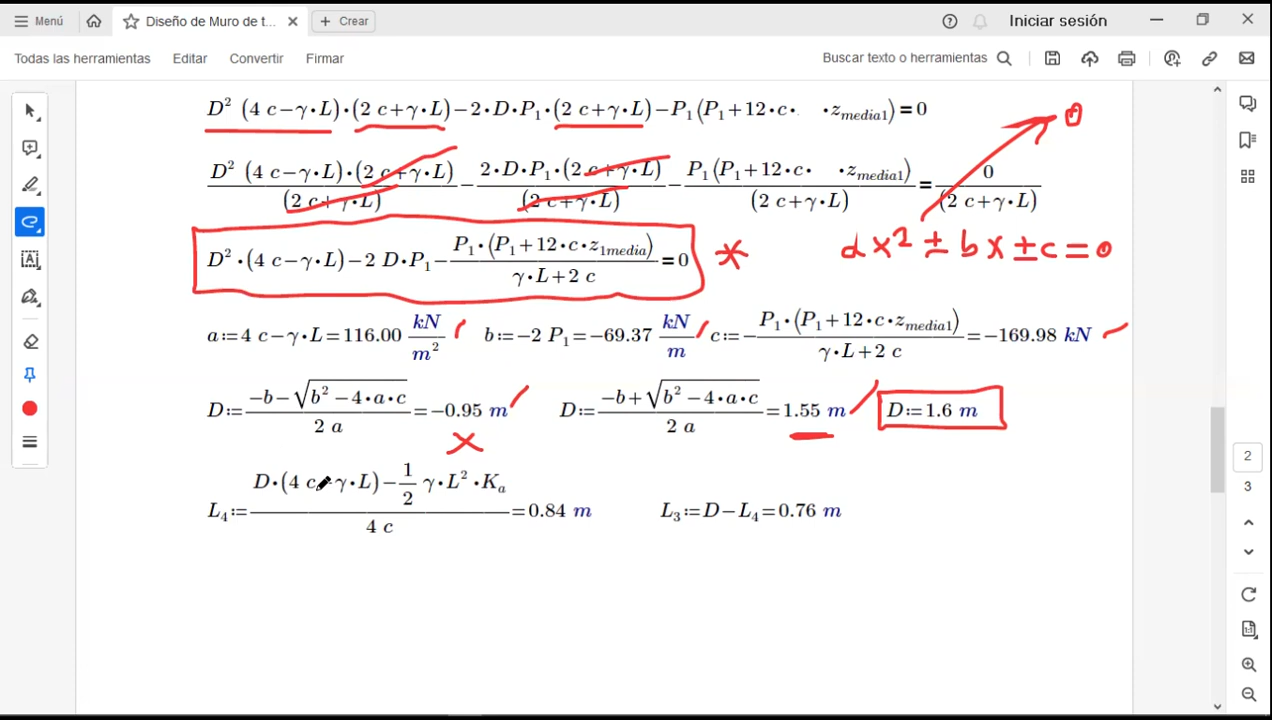 Menú
Diseño de Muro de t...
Crear
Iniciar sesión
Todas las herramientas
Editar
Convertir
Firmar
Buscar texto o herramientas
D² (4 c−γ•L)•(2 c+γ•L)−2•D•P₁•(2 c+γ•L)−P₁(P₁+12•c• •z_media1)=0
D² (4 c−γ•L)•(2 c+γ•L)/(2 c+γ•L) − 2•D•P₁•(2 c+γ•L)/(2 c+γ•L) − P₁(P₁+12•c• •z_media1)/(2 c+γ•L) = 0/(2 c+γ•L)
0
D²•(4 c−γ•L)−2 D•P₁− P₁•(P₁+12•c•z_1media)/(γ•L+2 c) =0
* 
a x² ± b x ± c = 0
a:=4 c−γ•L=116.00 kN/m²
b:=−2 P₁=−69.37 kN/m
c:=− P₁•(P₁+12•c•z_media1)/(γ•L+2 c) =−169.98 kN
D:= (−b−√(b²−4•a•c))/(2 a) =−0.95 m
D:= (−b+√(b²−4•a•c))/(2 a) =1.55 m
D:=1.6 m
x
L₄:= (D•(4 c−γ•L)−1/2 γ•L²•Kₐ)/(4 c) =0.84 m
L₃:=D−L₄=0.76 m
2
3
1:1